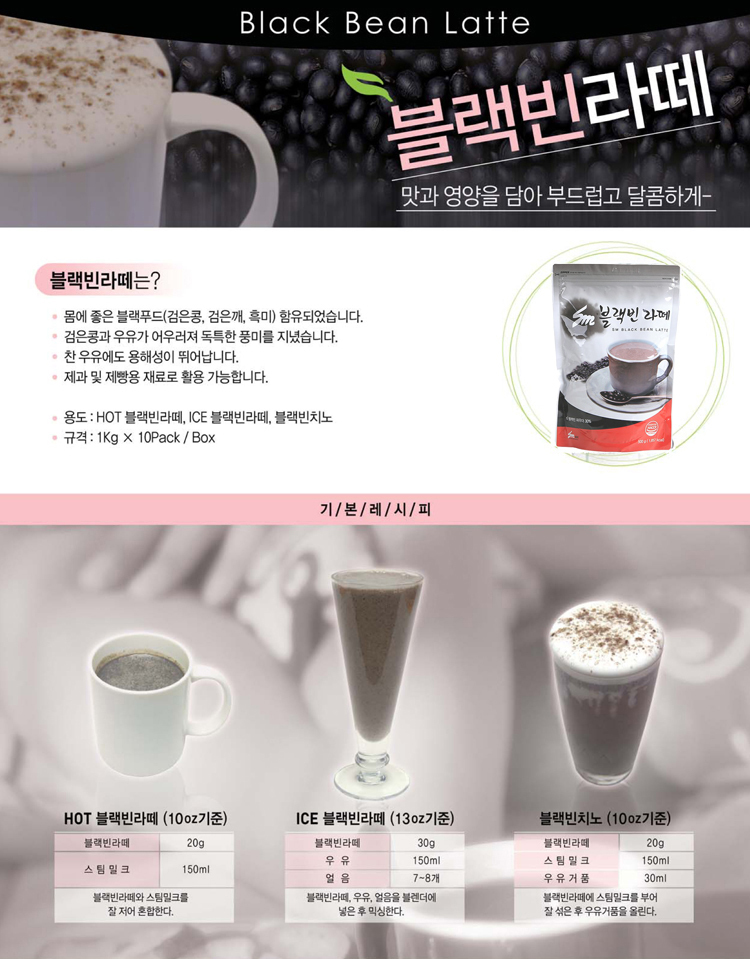 Black Bean Latte
블랙빈라떼
맛과 영양을 담아 부드럽고 달콤하게-
블랙빈라떼는?
• 몸에 좋은 블랙푸드(검은콩, 검은깨, 흑미) 함유되었습니다.
• 검은콩과 우유가 어우러져 독특한 풍미를 지녔습니다.
• 찬 우유에도 용해성이 뛰어납니다.
• 제과 및 제빵용 재료로 활용 가능합니다.
• 용도 : HOT 블랙빈라떼, ICE 블랙빈라떼, 블랙빈치노
• 규격 : 1Kg × 10Pack / Box
Sm 블랙빈 라떼
SM BLACK BEAN LATTE
기/본/레/시/피
HOT 블랙빈라떼 (10oz기준)
블랙빈라떼 20g
스팀밀크 150ml
블랙빈라떼와 스팀밀크를
잘 저어 혼합한다.
ICE 블랙빈라떼 (13oz기준)
블랙빈라떼 30g
우 유 150ml
얼 음 7~8개
블랙빈라떼, 우유, 얼음을 블렌더에
넣은 후 믹싱한다.
블랙빈치노 (10oz기준)
블랙빈라떼 20g
스팀밀크 150ml
우유거품 30ml
블랙빈라떼에 스팀밀크를 부어
잘 섞은 후 우유거품을 올린다.